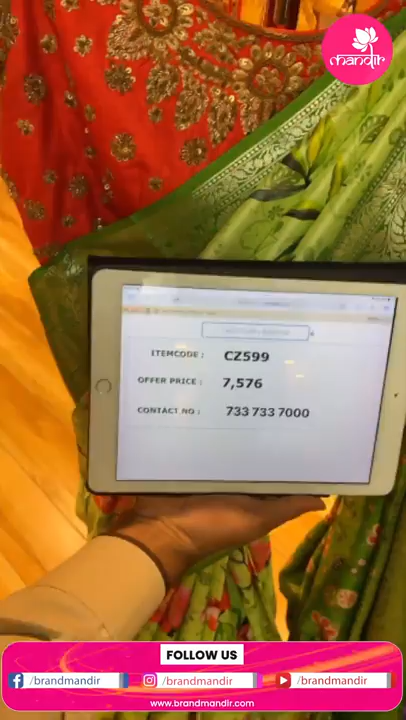 mandir
ITEMCODE : CZ599
OFFER PRICE : 7,576
CONTACT NO : 733 733 7000
FOLLOW US
/brandmandir /brandmandir /brandmandir
www.brandmandir.com